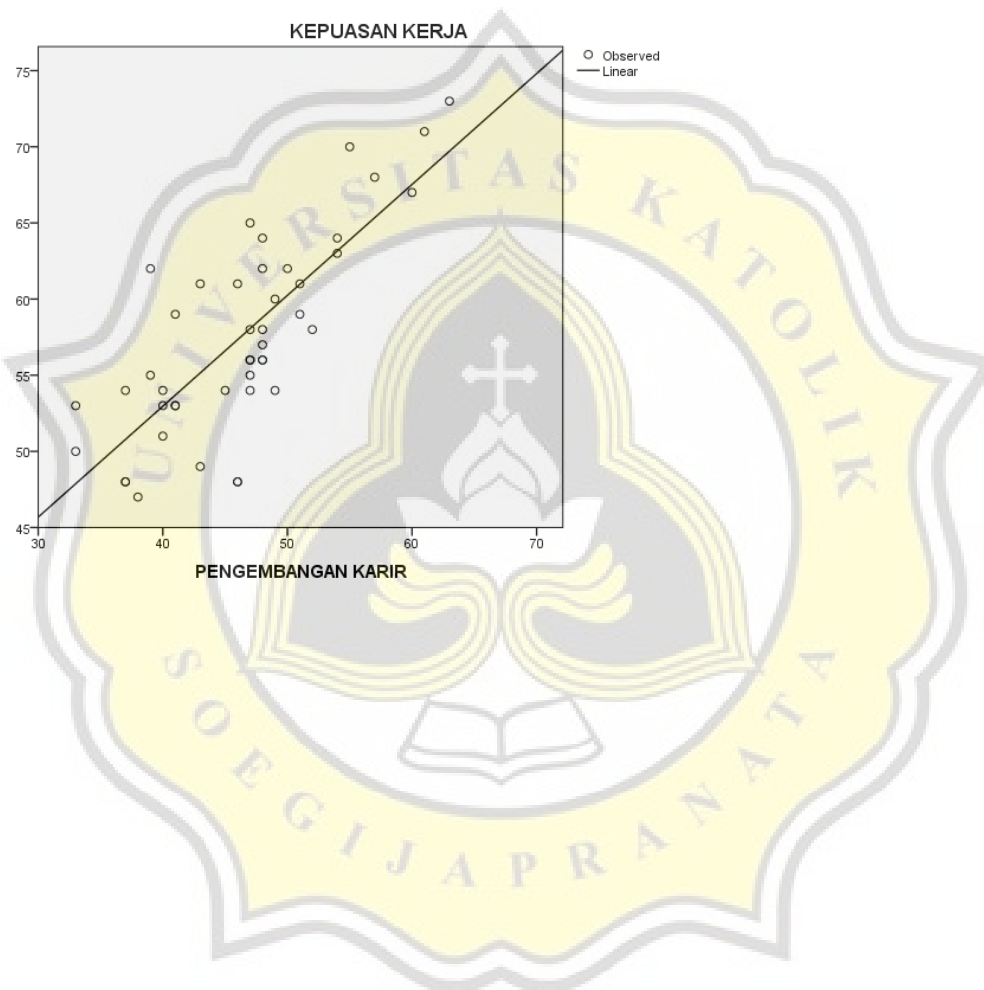 KEPUASAN KERJA
Observed
Linear
75
70
65
60
55
50
45
30 40 50 60 70
PENGEMBANGAN KARIR
UNIVERSITAS KATOLIK
SOEGIJAPRANATA